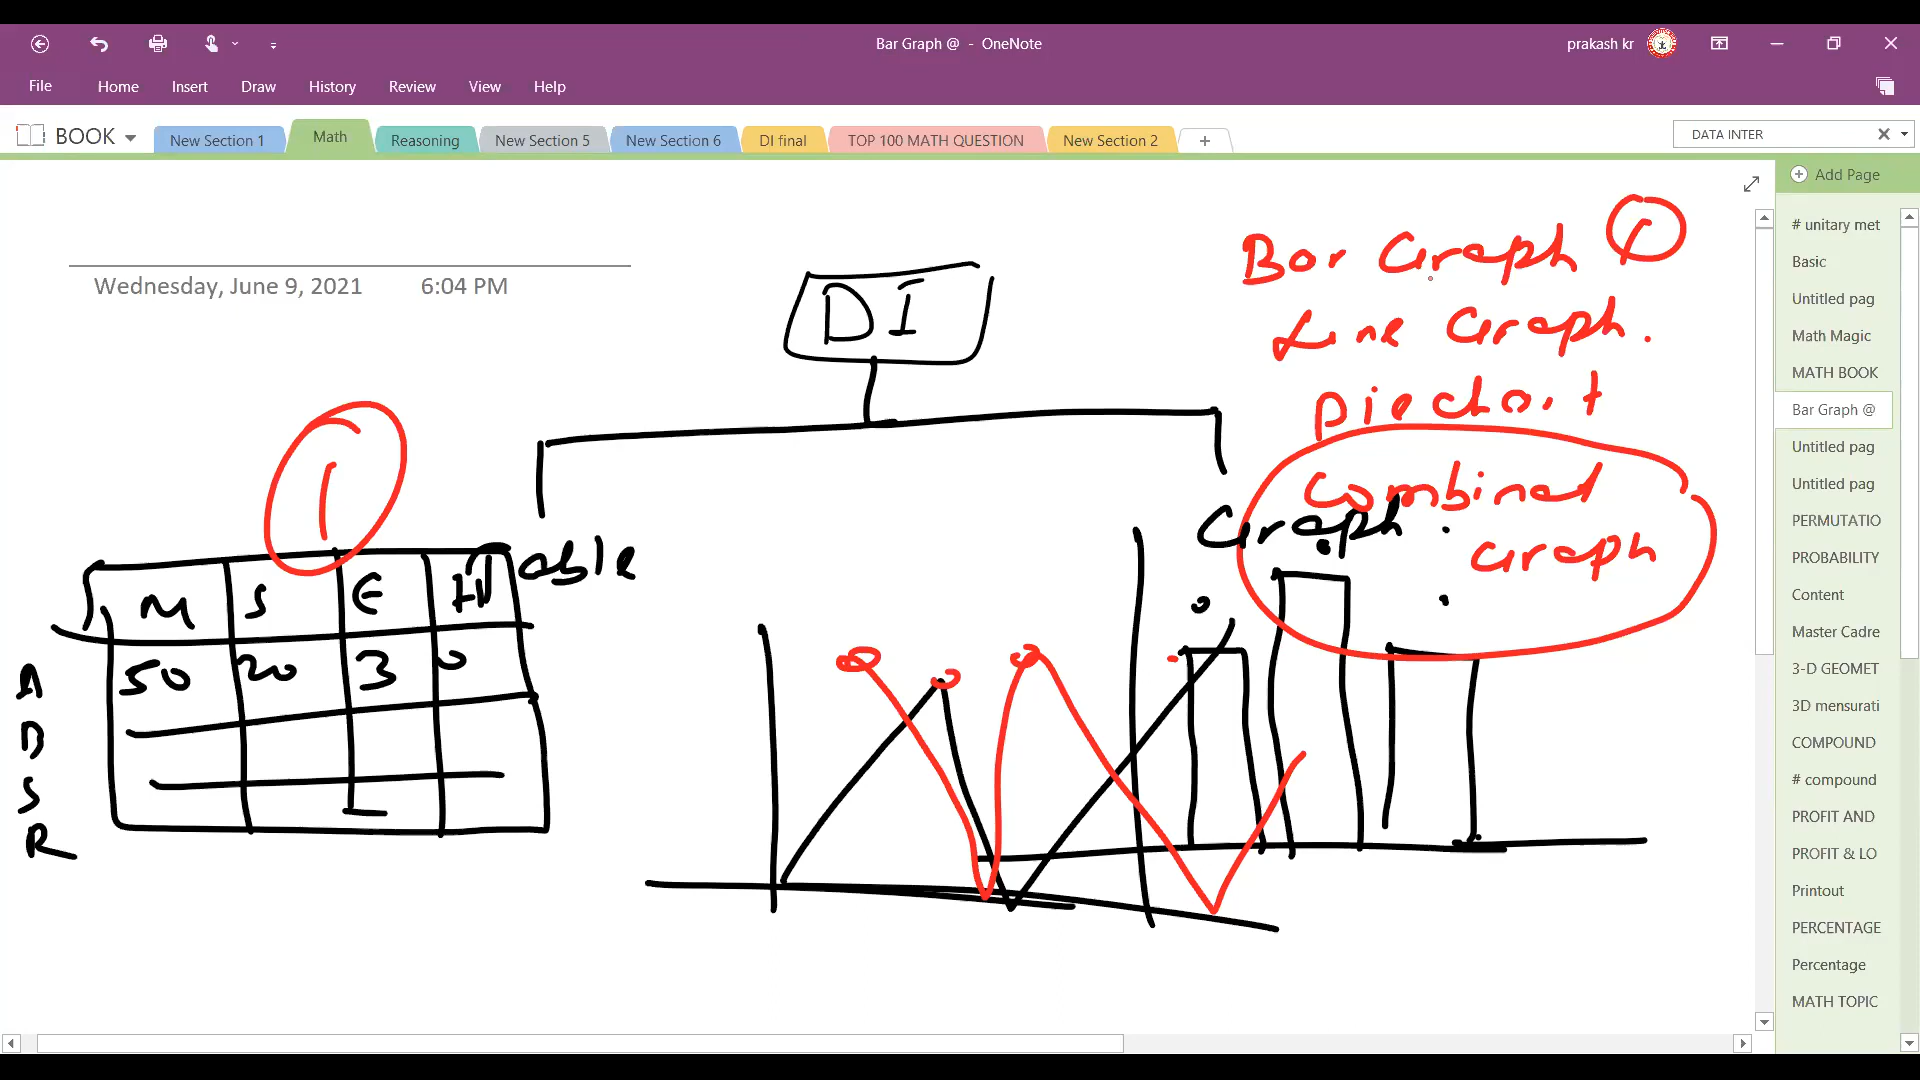 Bar Graph @ - OneNote
prakash kr
File Home Insert Draw History Review View Help
BOOK
New Section 1
Math
Reasoning
New Section 5
New Section 6
DI final
TOP 100 MATH QUESTION
New Section 2
+
DATA INTER
Add Page
# unitary met
Basic
Untitled pag
Math Magic
MATH BOOK
Bar Graph @
Untitled pag
Untitled pag
PERMUTATIO
PROBABILITY
Content
Master Cadre
3-D GEOMET
3D mensurati
COMPOUND
# compound
PROFIT AND
PROFIT & LO
Printout
PERCENTAGE
Percentage
MATH TOPIC
Wednesday, June 9, 2021 6:04 PM
DI
Bar Graph 1
Line Graph.
Piechart
Combined
Graph
Graph
1
Table
M S E H
50 20 30
A
B
S
R